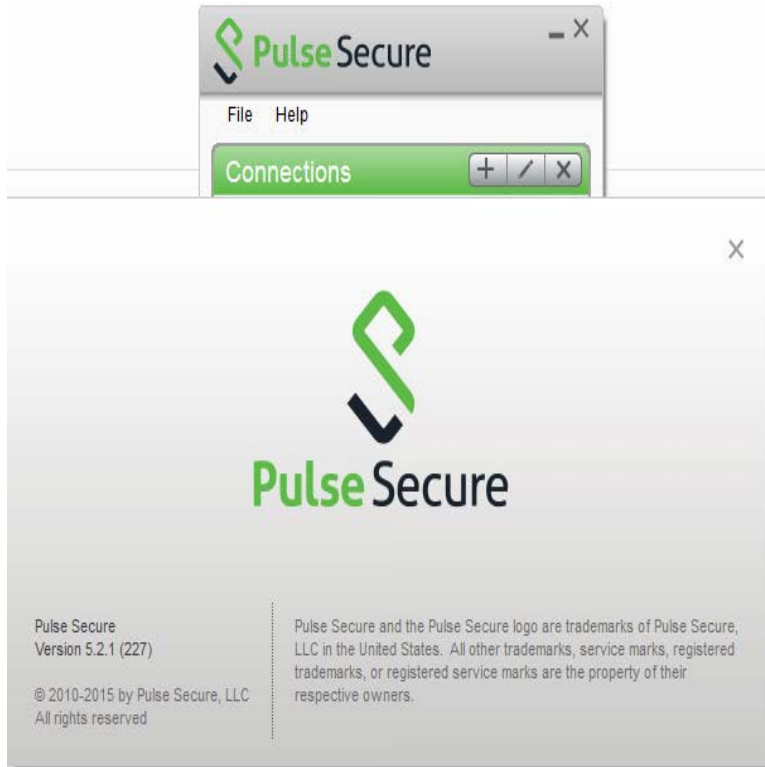 Pulse Secure
File Help
Connections
Pulse Secure
Pulse Secure
Version 5.2.1 (227)
© 2010-2015 by Pulse Secure, LLC
All rights reserved
Pulse Secure and the Pulse Secure logo are trademarks of Pulse Secure,
LLC in the United States. All other trademarks, service marks, registered
trademarks, or registered service marks are the property of their
respective owners.